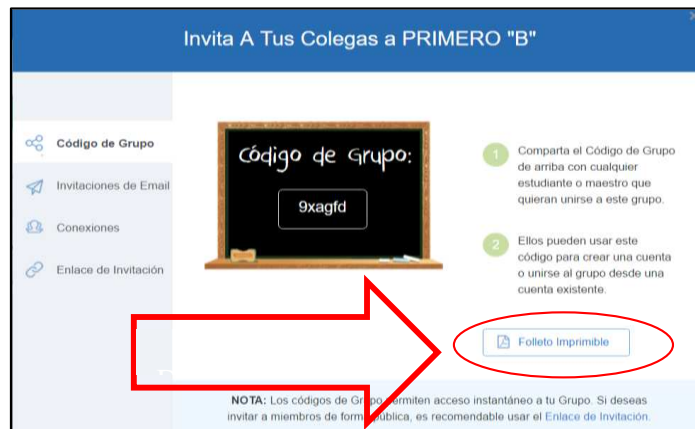 Invita A Tus Colegas a PRIMERO "B"
Código de Grupo
Invitaciones de Email
Conexiones
Enlace de Invitación
Código de Grupo:
9xagfd
1
Comparta el Código de Grupo
de arriba con cualquier
estudiante o maestro que
quieran unirse a este grupo.
2
Ellos pueden usar este
código para crear una cuenta
o unirse al grupo desde una
cuenta existente.
Folleto Imprimible
NOTA: Los códigos de Grupo permiten acceso instantáneo a tu Grupo. Si deseas
invitar a miembros de forma pública, es recomendable usar el Enlace de Invitación.